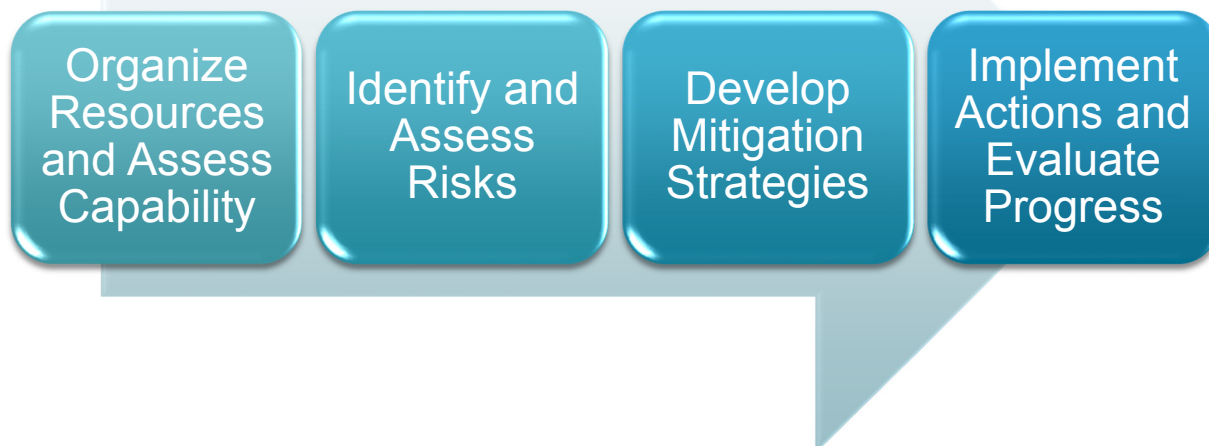 Organize
Resources
and Assess
Capability
Identify and
Assess
Risks
Develop
Mitigation
Strategies
Implement
Actions and
Evaluate
Progress